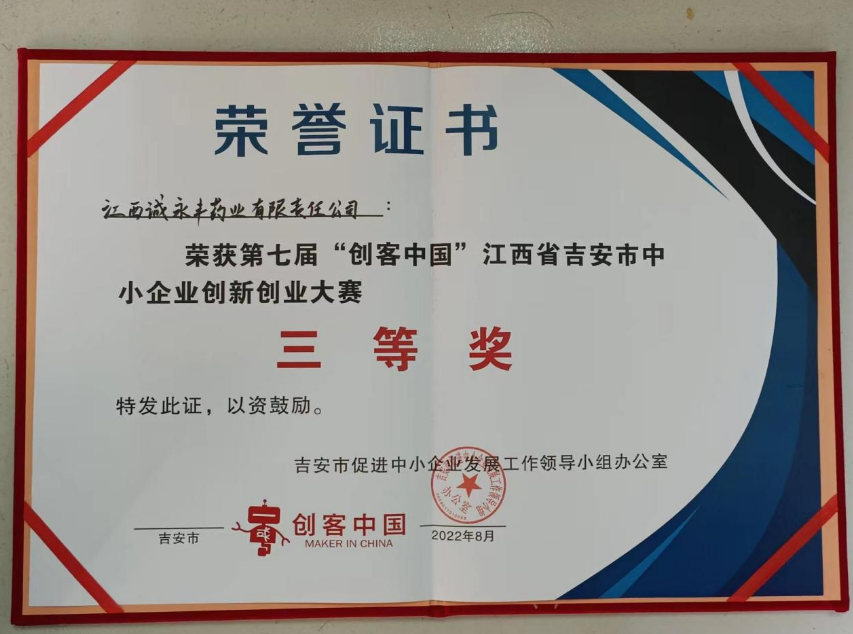 荣誉证书
江西诚永丰药业有限责任公司：
荣获第七届“创客中国”江西省吉安市中
小企业创新创业大赛
三等奖
特发此证，以资鼓励。
吉安市促进中小企业发展工作领导小组办公室
办公室
吉安市
创客中国
MAKER IN CHINA
2022年8月